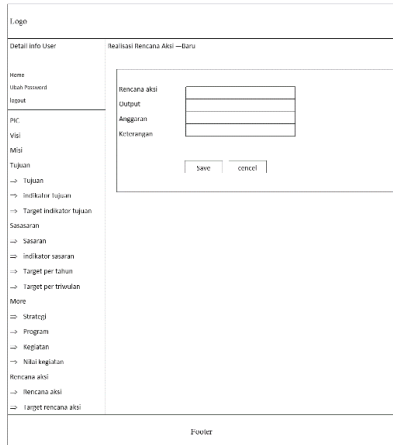 Logo
Detail info User
Realisasi Rencana Aksi —Baru
Home
Ubah Password
logout
PIC
Visi
Misi
Tujuan
⇒ Tujuan
⇒ indikator tujuan
⇒ Target indikator tujuan
Sasasaran
⇒ Sasaran
⇒ indikator sasaran
⇒ Target per tahun
⇒ Target per triwulan
More
⇒ Strategi
⇒ Program
⇒ Kegiatan
⇒ Nilai kegiatan
Rencana aksi
⇒ Rencana aksi
⇒ Target rencana aksi
Rencana aksi
Output
Anggaran
Keterangan
Save cencel
Footer